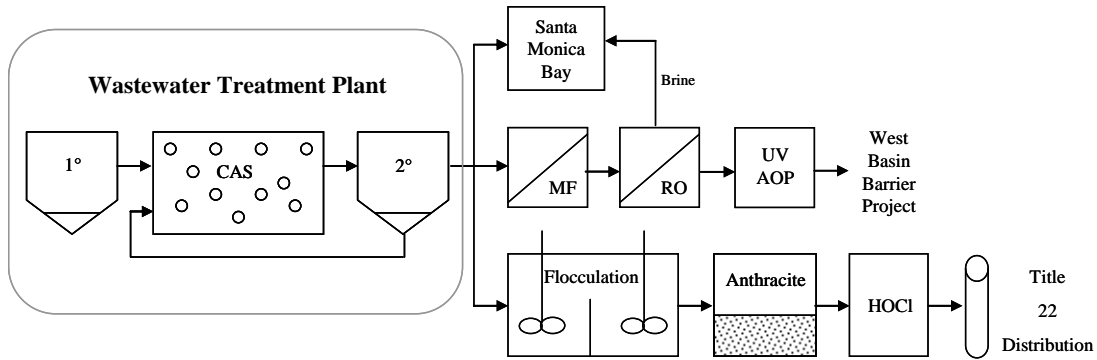 Santa
Monica
Bay
Wastewater Treatment Plant
Brine
1°
CAS
2°
MF
RO
UV
AOP
West
Basin
Barrier
Project
Flocculation
Anthracite
HOCl
Title
22
Distribution